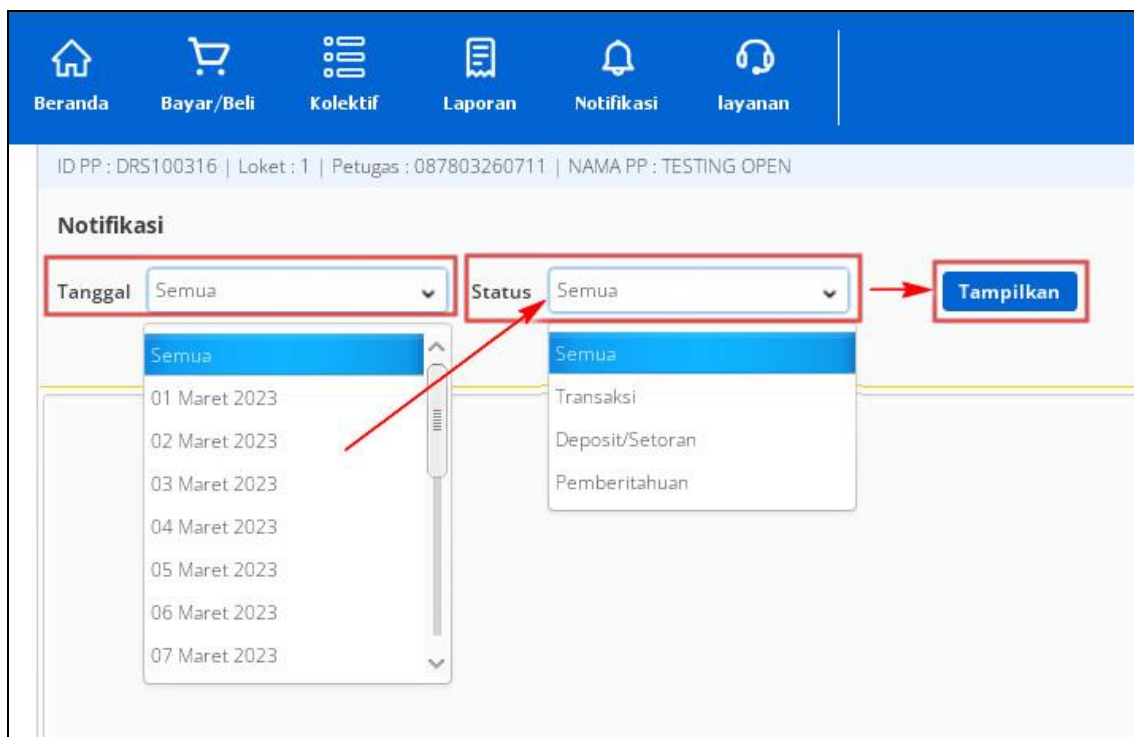 Beranda Bayar/Beli Kolektif Laporan Notifikasi layanan
ID PP : DRS100316 | Loket : 1 | Petugas : 087803260711 | NAMA PP : TESTING OPEN
Notifikasi
Tanggal Semua Status Semua Tampilkan
Semua
01 Maret 2023
02 Maret 2023
03 Maret 2023
04 Maret 2023
05 Maret 2023
06 Maret 2023
07 Maret 2023
Semua
Transaksi
Deposit/Setoran
Pemberitahuan